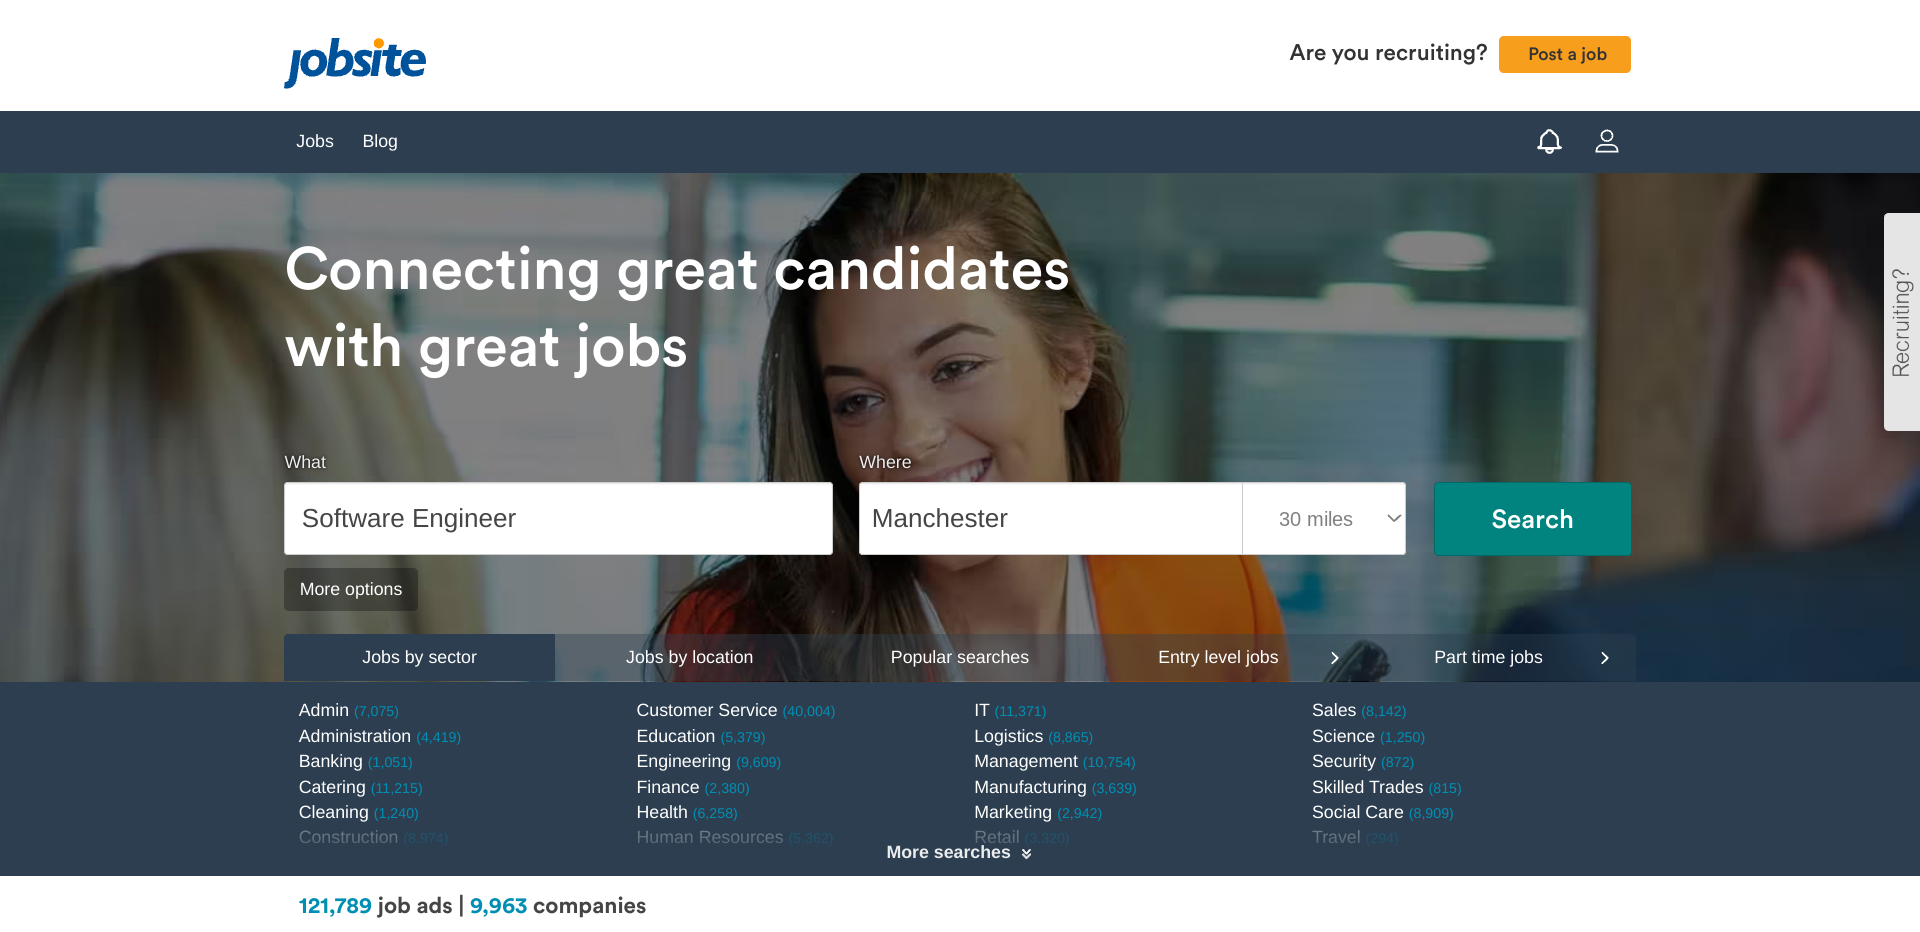 jobsite
Are you recruiting?
Post a job
Jobs
Blog
Connecting great candidates
with great jobs
Recruiting?
What
Where
Software Engineer
Manchester
30 miles
Search
More options
Jobs by sector
Jobs by location
Popular searches
Entry level jobs
Part time jobs
Admin (7,075)
Administration (4,419)
Banking (1,051)
Catering (11,215)
Cleaning (1,240)
Construction (8,974)
Customer Service (40,004)
Education (5,379)
Engineering (9,609)
Finance (2,380)
Health (6,258)
Human Resources (5,362)
IT (11,371)
Logistics (8,865)
Management (10,754)
Manufacturing (3,639)
Marketing (2,942)
Retail (3,320)
Sales (8,142)
Science (1,250)
Security (872)
Skilled Trades (815)
Social Care (8,909)
Travel (294)
More searches
121,789 job ads | 9,963 companies